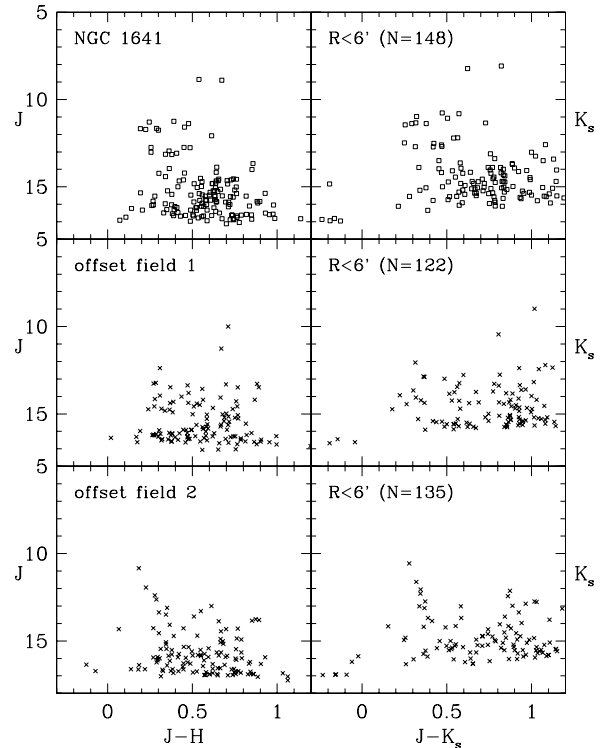 5
NGC 1641
R<6' (N=148)
10
J
K_s
15
5
offset field 1
R<6' (N=122)
10
J
K_s
15
5
offset field 2
R<6' (N=135)
10
J
K_s
15
0 0.5 1 0 0.5 1
J−H J−K_s